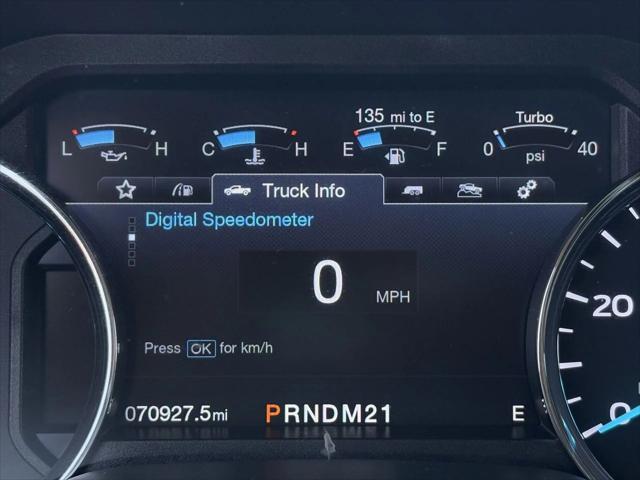 135 mi to E
Turbo
L H C H E F 0 40
psi
Truck Info
Digital Speedometer
0 MPH
20
Press OK for km/h
0
070927.5mi PRNDM21 E